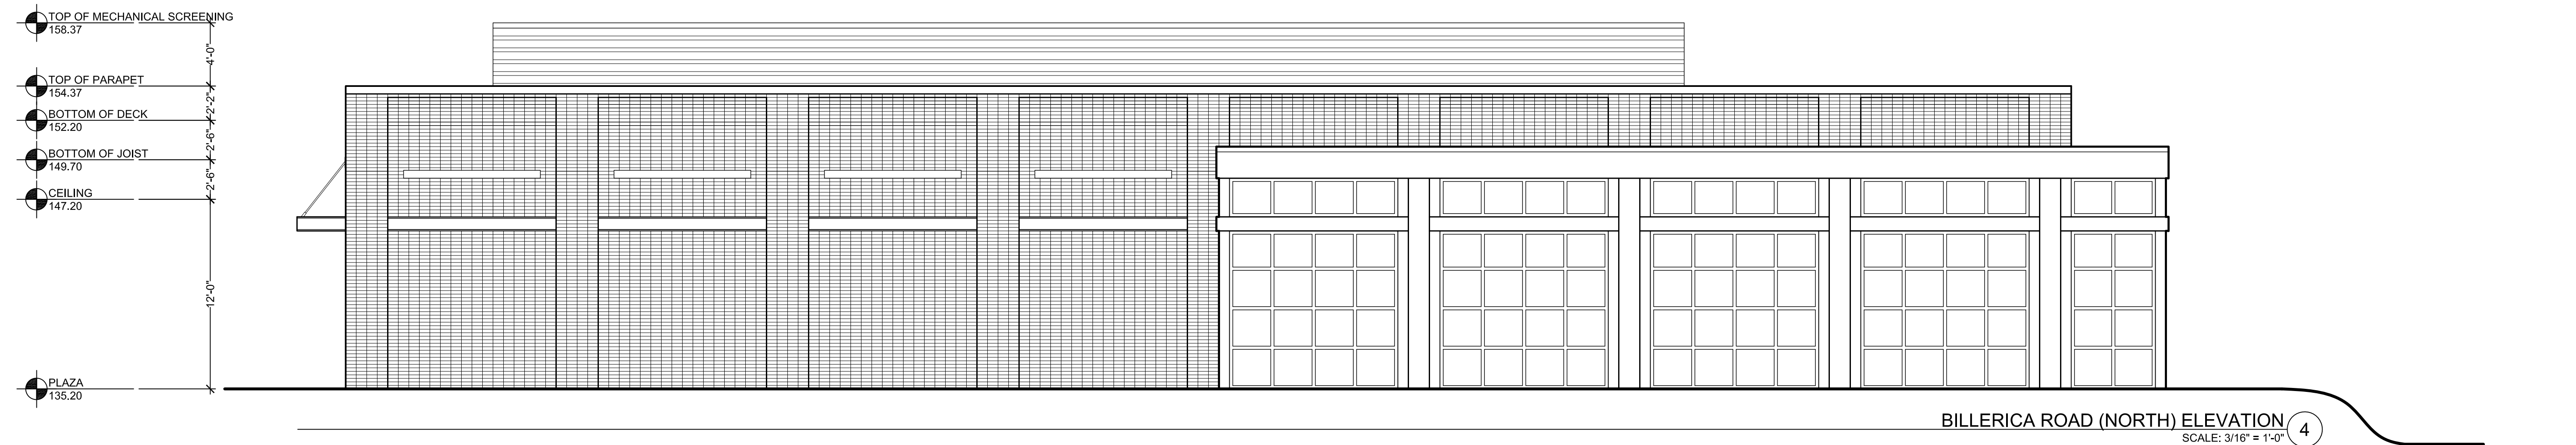 TOP OF MECHANICAL SCREENING
158.37
4'-0"
TOP OF PARAPET
154.37
2'-2"
BOTTOM OF DECK
152.20
2'-6"
BOTTOM OF JOIST
149.70
2'-6"
CEILING
147.20
12'-0"
PLAZA
135.20
BILLERICA ROAD (NORTH) ELEVATION
4
SCALE: 3/16" = 1'-0"